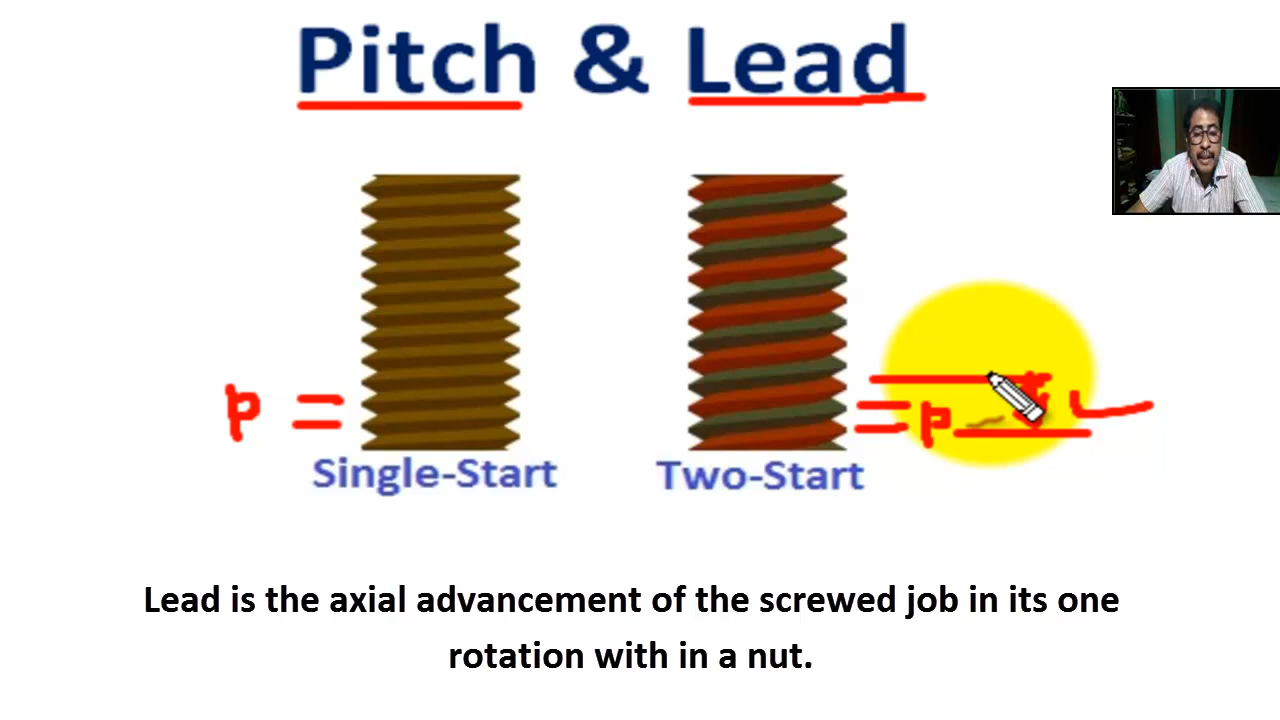 Pitch & Lead
P =
= P L
Single-Start Two-Start
Lead is the axial advancement of the screwed job in its one
rotation with in a nut.